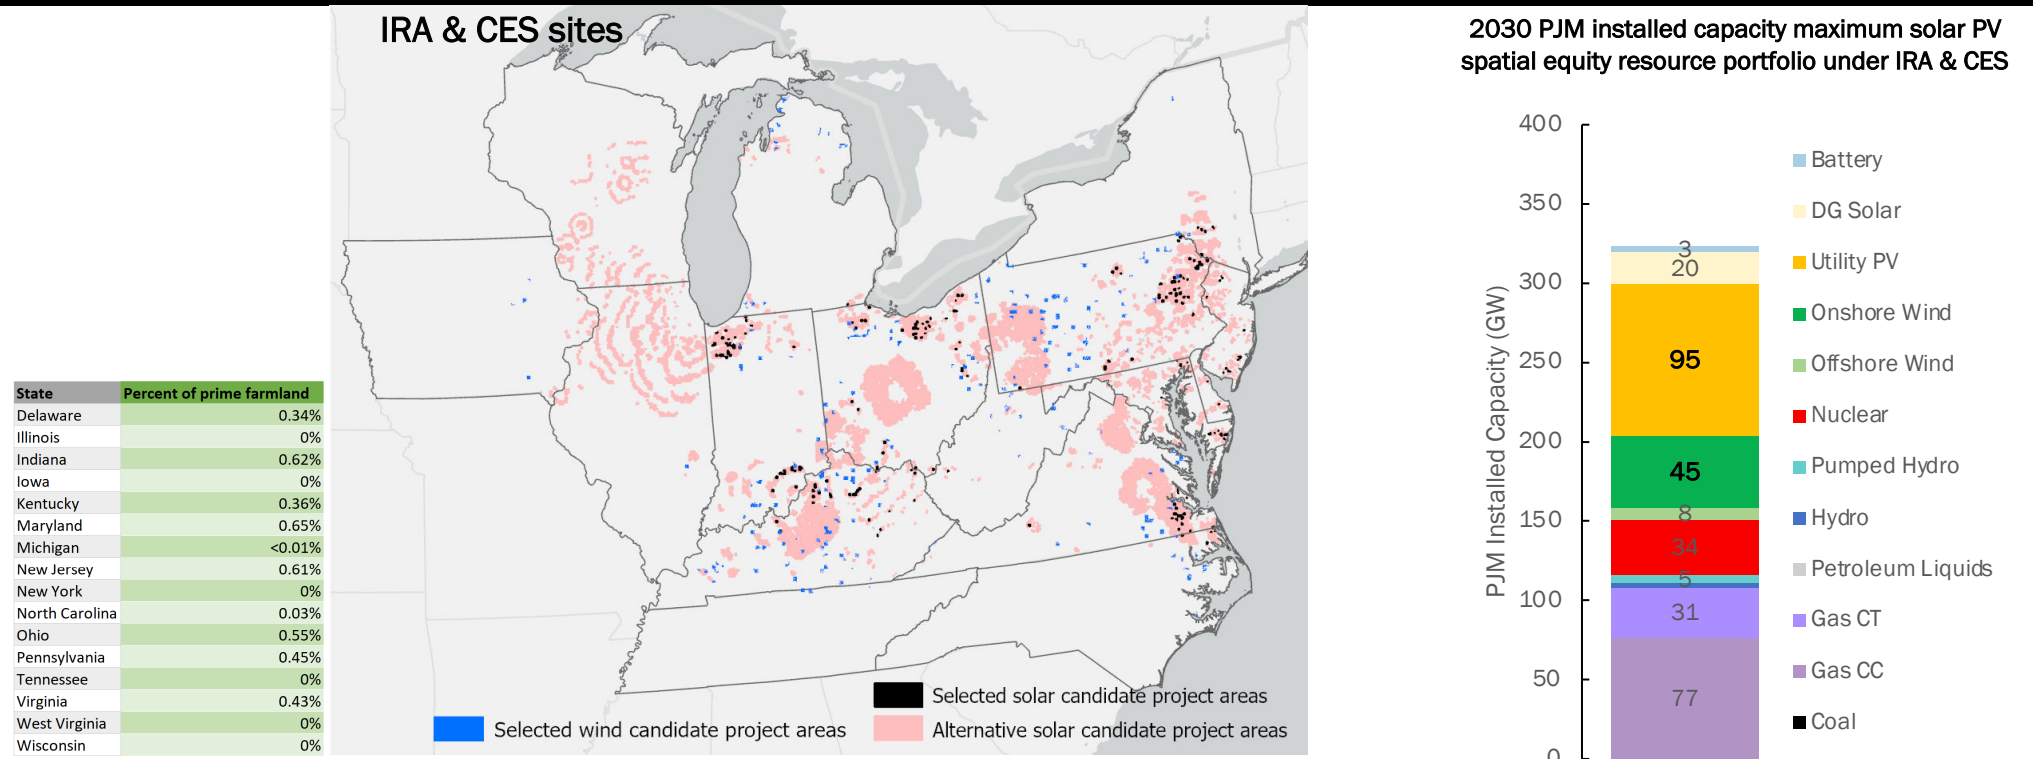 IRA & CES sites
State Percent of prime farmland
Delaware 0.34%
Illinois 0%
Indiana 0.62%
Iowa 0%
Kentucky 0.36%
Maryland 0.65%
Michigan <0.01%
New Jersey 0.61%
New York 0%
North Carolina 0.03%
Ohio 0.55%
Pennsylvania 0.45%
Tennessee 0%
Virginia 0.43%
West Virginia 0%
Wisconsin 0%
Selected solar candidate project areas
Selected wind candidate project areas
Alternative solar candidate project areas
2030 PJM installed capacity maximum solar PV
spatial equity resource portfolio under IRA & CES
PJM Installed Capacity (GW)
400
350
300
250
200
150
100
50
0
3
20
95
45
8
34
5
31
77
Battery
DG Solar
Utility PV
Onshore Wind
Offshore Wind
Nuclear
Pumped Hydro
Hydro
Petroleum Liquids
Gas CT
Gas CC
Coal